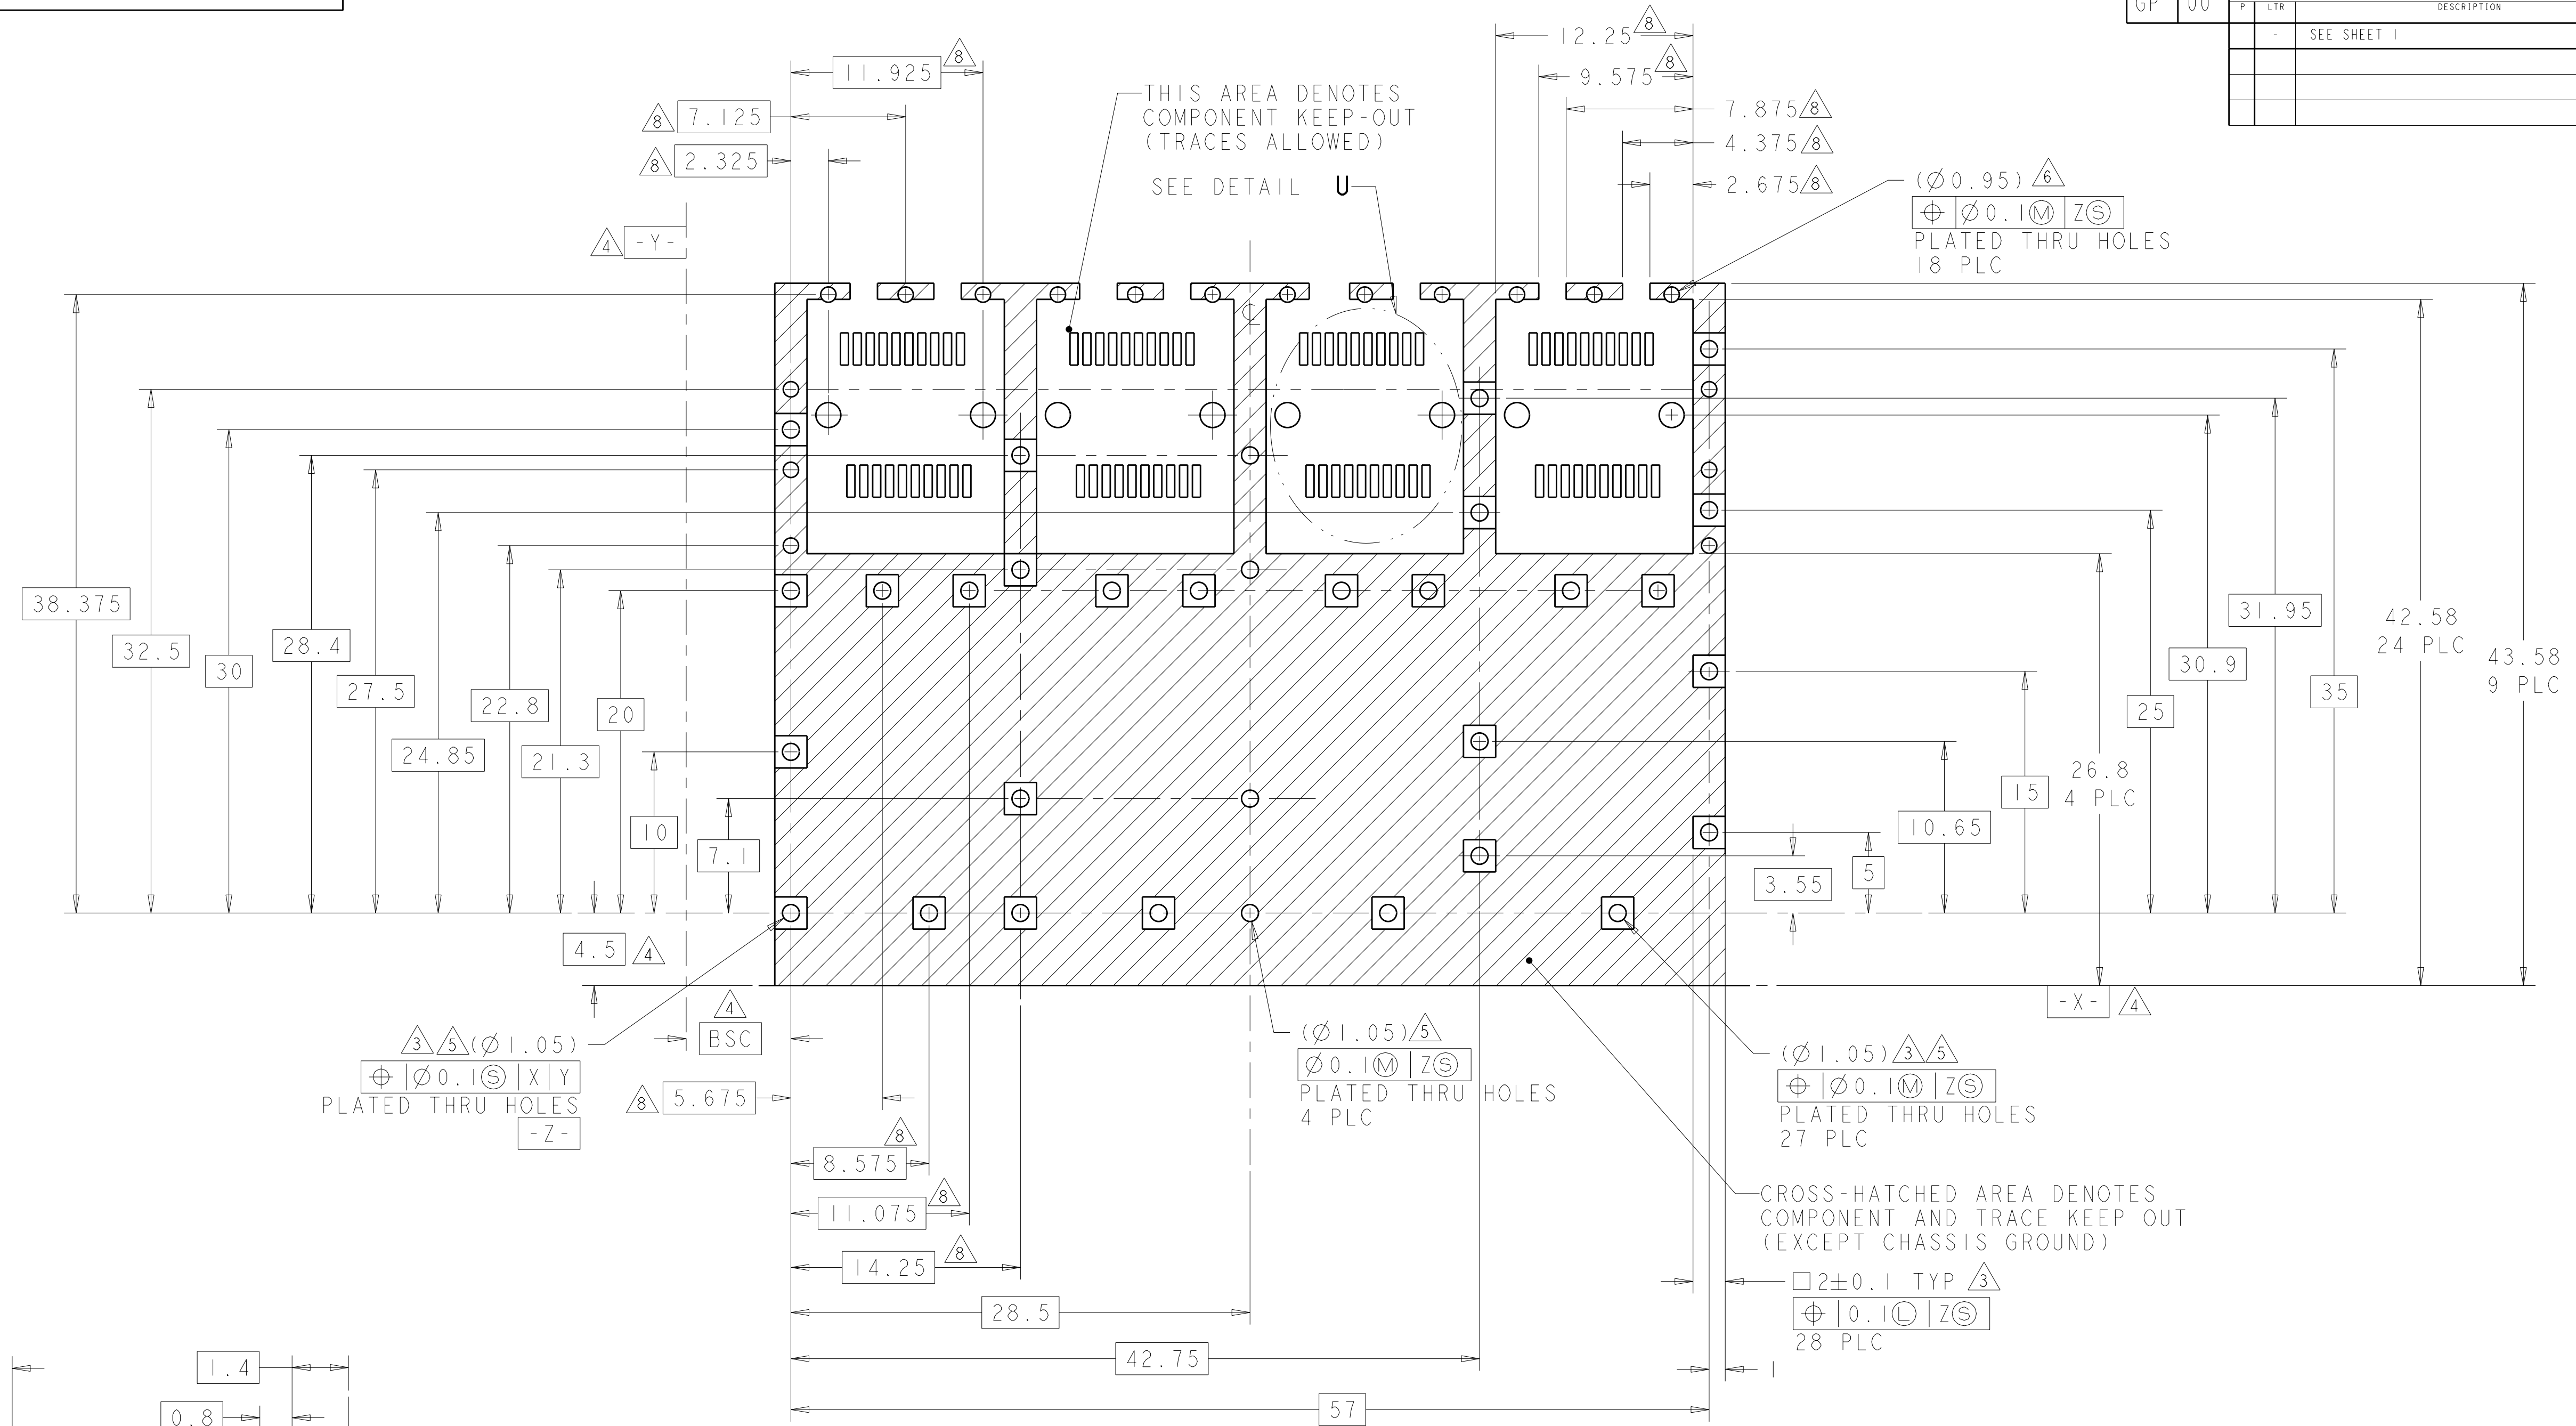 GP 00 P LTR DESCRIPTION
- SEE SHEET 1
12.25 8
11.925 8
9.575 8
8 7.125
THIS AREA DENOTES
COMPONENT KEEP-OUT
(TRACES ALLOWED)
7.875 8
4.375 8
8 2.325
SEE DETAIL U
2.675 8
(Ø0.95) 6
⌖ Ø0.1Ⓜ ZⓈ
PLATED THRU HOLES
18 PLC
4 -Y-
℄
38.375
32.5
30
28.4
27.5
24.85
22.8
21.3
20
10
7.1
4.5 4
42.58
24 PLC
43.58
9 PLC
31.95
30.9
35
25
26.8
4 PLC
15
10.65
5
3.55
-X- 4
4
BSC
3 5 (Ø1.05)
⌖ Ø0.1Ⓢ X Y
PLATED THRU HOLES
-Z-
(Ø1.05) 5
Ø0.1Ⓜ ZⓈ
PLATED THRU HOLES
4 PLC
(Ø1.05) 3 5
⌖ Ø0.1Ⓜ ZⓈ
PLATED THRU HOLES
27 PLC
8 5.675
8
8.575
8
11.075
8
14.25
28.5
42.75
57
CROSS-HATCHED AREA DENOTES
COMPONENT AND TRACE KEEP OUT
(EXCEPT CHASSIS GROUND)
□2±0.1 TYP 3
⌖ 0.1Ⓛ ZⓈ
28 PLC
1
1.4
0.8